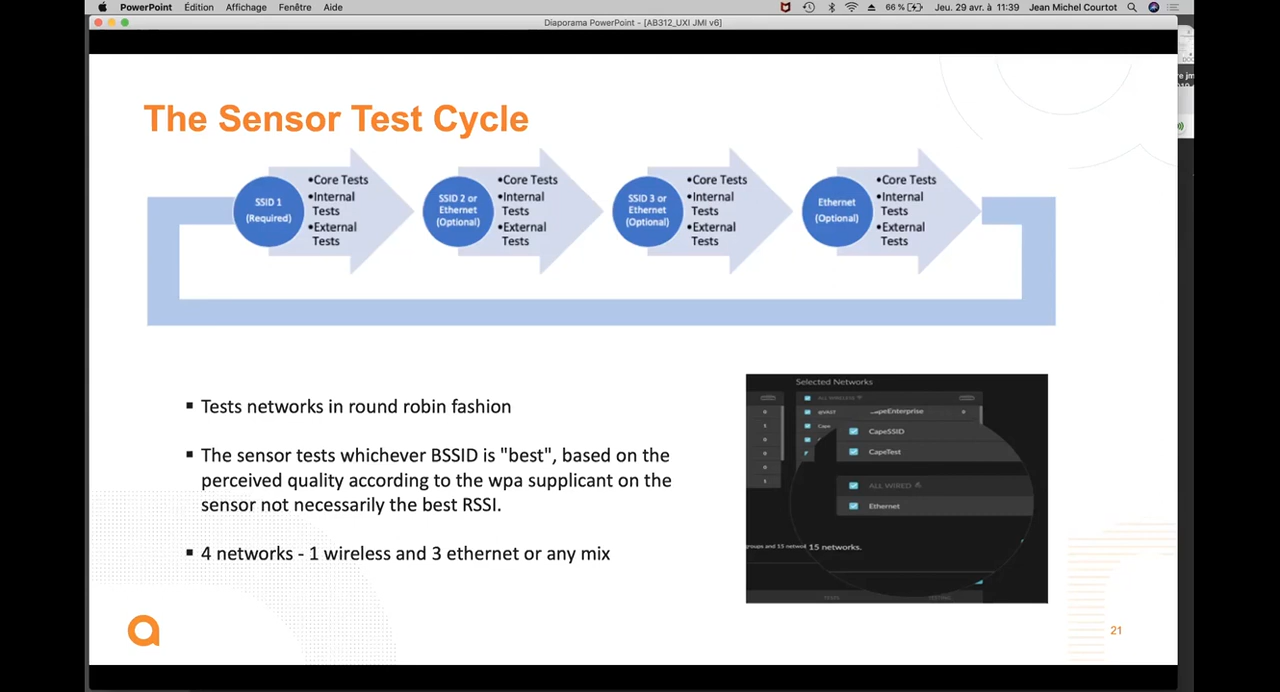 PowerPoint Édition Affichage Fenêtre Aide 66 % Jeu. 29 avr. à 11:39 Jean Michel Courtot
Diaporama PowerPoint - [AB312_UXI JMI v6]
The Sensor Test Cycle
SSID 1
(Required)
•Core Tests
•Internal
Tests
•External
Tests
SSID 2 or
Ethernet
(Optional)
•Core Tests
•Internal
Tests
•External
Tests
SSID 3 or
Ethernet
(Optional)
•Core Tests
•Internal
Tests
•External
Tests
Ethernet
(Optional)
•Core Tests
•Internal
Tests
•External
Tests
▪ Tests networks in round robin fashion
▪ The sensor tests whichever BSSID is "best", based on the
perceived quality according to the wpa supplicant on the
sensor not necessarily the best RSSI.
▪ 4 networks - 1 wireless and 3 ethernet or any mix
Selected Networks
ALL WIRELESS
CapeEnterprise
CapeSSID
CapeTest
ALL WIRED
Ethernet
15 networks.
21